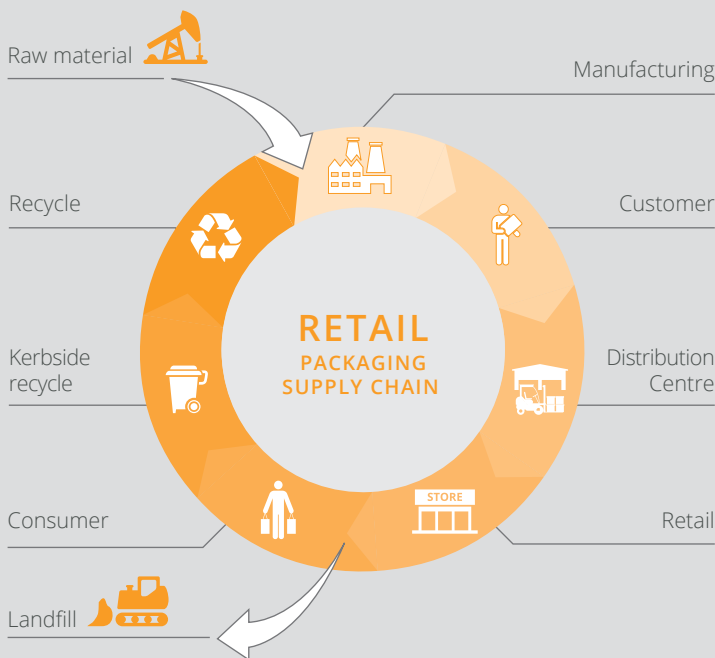 Raw material
Manufacturing
Recycle
Customer
RETAIL
PACKAGING
SUPPLY CHAIN
Kerbside
recycle
Distribution
Centre
STORE
Consumer
Retail
Landfill